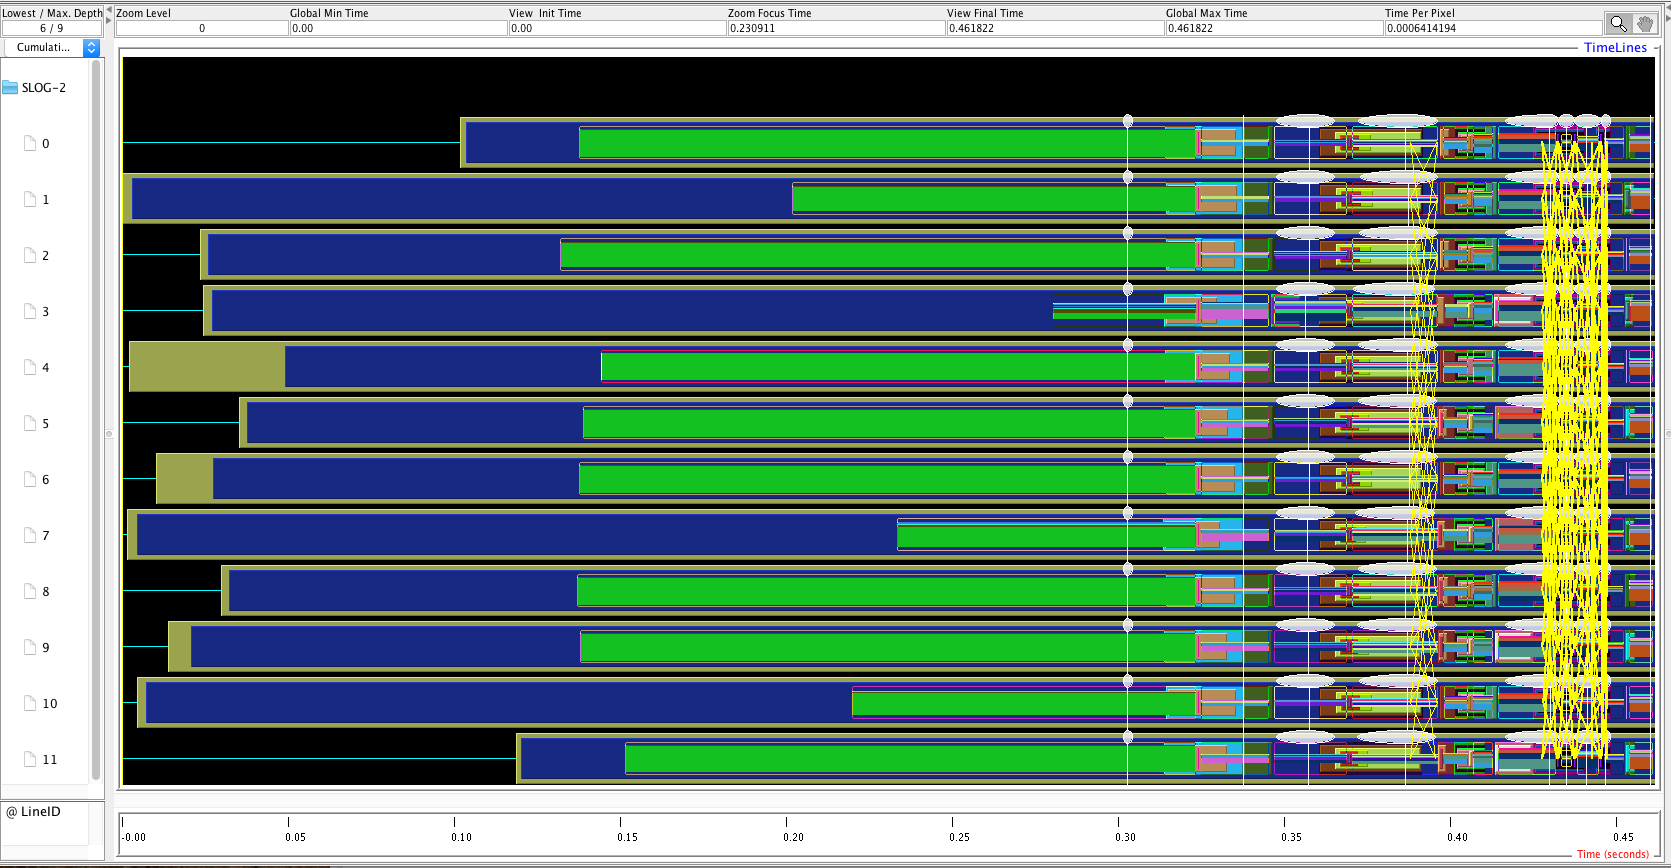 Lowest / Max. Depth Zoom Level Global Min Time View Init Time Zoom Focus Time View Final Time Global Max Time Time Per Pixel
6 / 9 0 0.00 0.00 0.230911 0.461822 0.461822 0.0006414194
Cumulati...
TimeLines
SLOG-2
0
1
2
3
4
5
6
7
8
9
10
11
@ LineID
-0.00 0.05 0.10 0.15 0.20 0.25 0.30 0.35 0.40 0.45
Time (seconds)